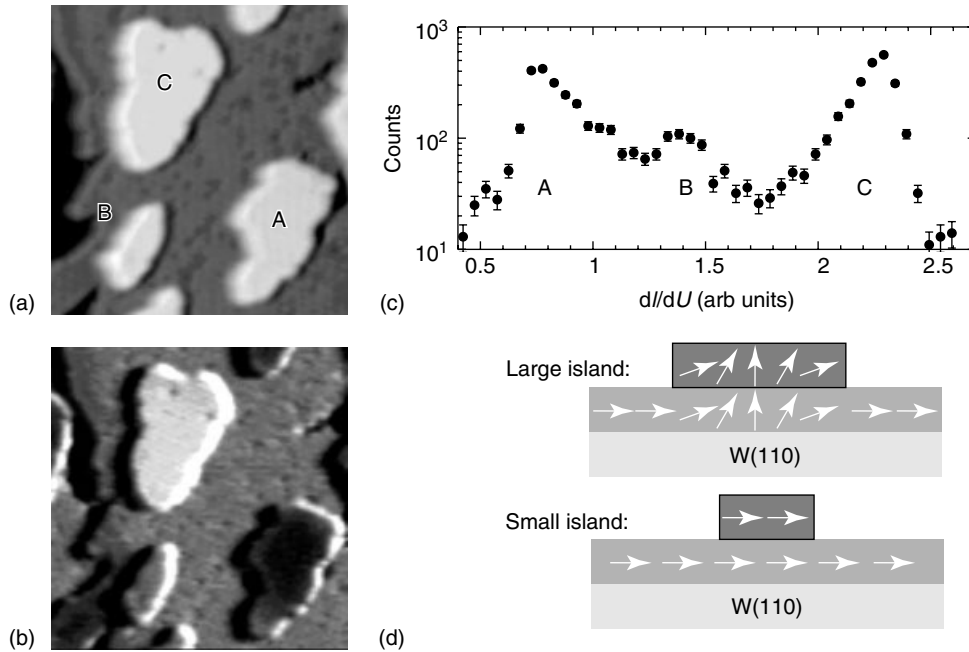 C
B
A
(a)
(b)
10³
10²
10¹
Counts
A
B
C
0.5 1 1.5 2 2.5
(c)
dI/dU (arb units)
Large island:
W(110)
Small island:
W(110)
(d)